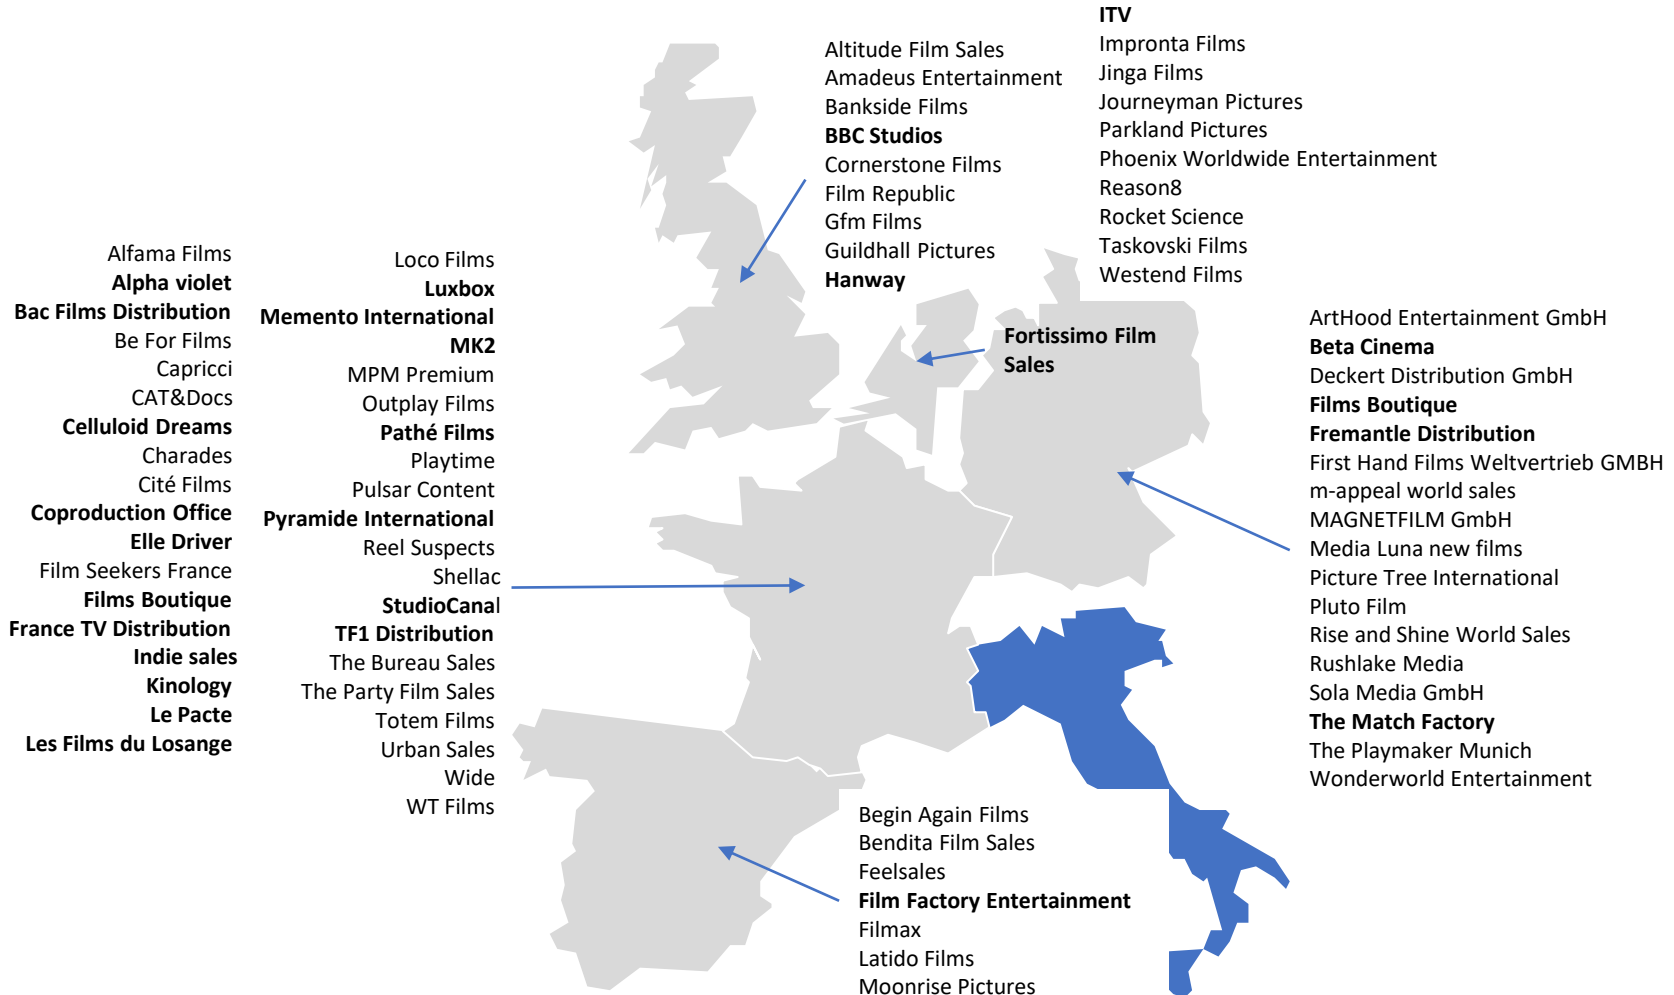 Altitude Film Sales
Amadeus Entertainment
Bankside Films
BBC Studios
Cornerstone Films
Film Republic
Gfm Films
Guildhall Pictures
Hanway
ITV
Impronta Films
Jinga Films
Journeyman Pictures
Parkland Pictures
Phoenix Worldwide Entertainment
Reason8
Rocket Science
Taskovski Films
Westend Films
Alfama Films
Alpha violet
Bac Films Distribution
Be For Films
Capricci
CAT&Docs
Celluloid Dreams
Charades
Cité Films
Coproduction Office
Elle Driver
Film Seekers France
Films Boutique
France TV Distribution
Indie sales
Kinology
Le Pacte
Les Films du Losange
Loco Films
Luxbox
Memento International
MK2
MPM Premium
Outplay Films
Pathé Films
Playtime
Pulsar Content
Pyramide International
Reel Suspects
Shellac
StudioCanal
TF1 Distribution
The Bureau Sales
The Party Film Sales
Totem Films
Urban Sales
Wide
WT Films
Fortissimo Film
Sales
ArtHood Entertainment GmbH
Beta Cinema
Deckert Distribution GmbH
Films Boutique
Fremantle Distribution
First Hand Films Weltvertrieb GMBH
m-appeal world sales
MAGNETFILM GmbH
Media Luna new films
Picture Tree International
Pluto Film
Rise and Shine World Sales
Rushlake Media
Sola Media GmbH
The Match Factory
The Playmaker Munich
Wonderworld Entertainment
Begin Again Films
Bendita Film Sales
Feelsales
Film Factory Entertainment
Filmax
Latido Films
Moonrise Pictures